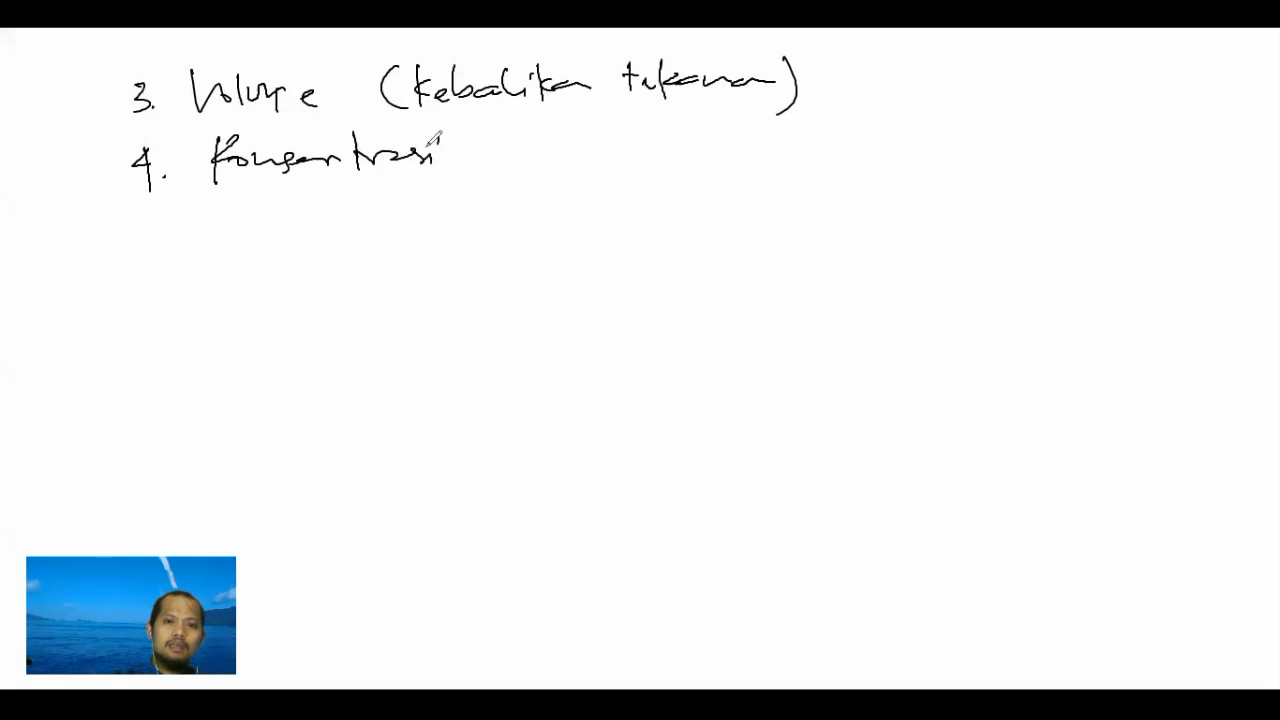 3. Volume (kebalikan tekanan)
4. Konsentrasi